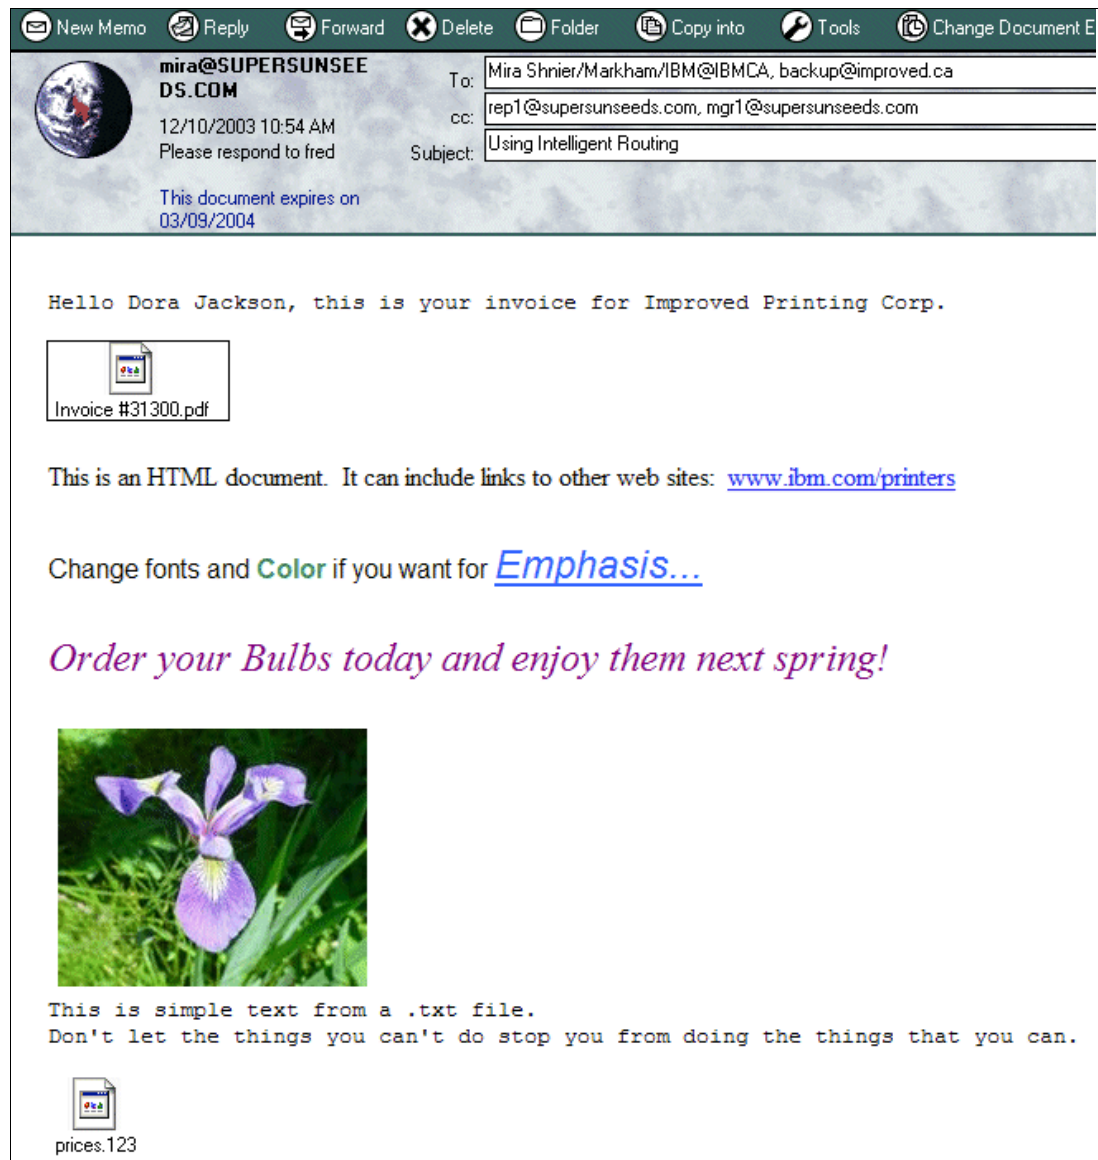 New Memo Reply Forward Delete Folder Copy into Tools Change Document E
mira@SUPERSUNSEE
DS.COM
12/10/2003 10:54 AM
Please respond to fred
This document expires on
03/09/2004
To: Mira Shnier/Markham/IBM@IBMCA, backup@improved.ca
cc: rep1@supersunseeds.com, mgr1@supersunseeds.com
Subject: Using Intelligent Routing
Hello Dora Jackson, this is your invoice for Improved Printing Corp.
Invoice #31300.pdf
This is an HTML document. It can include links to other web sites: www.ibm.com/printers
Change fonts and Color if you want for Emphasis...
Order your Bulbs today and enjoy them next spring!
This is simple text from a .txt file.
Don't let the things you can't do stop you from doing the things that you can.
prices.123